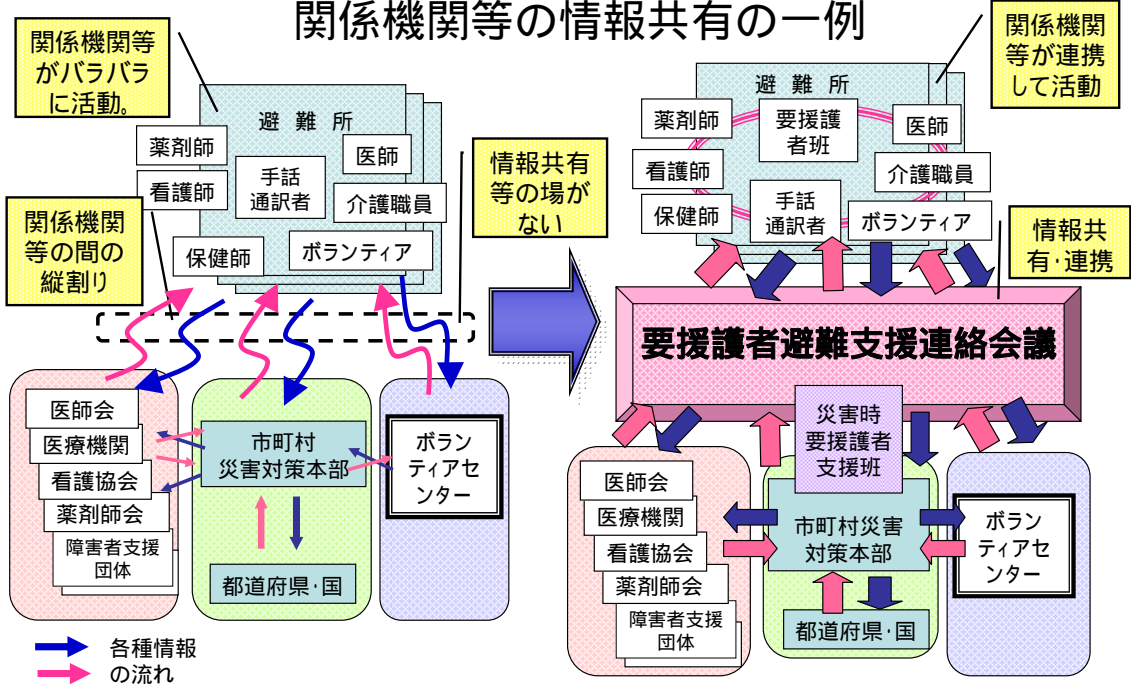 関係機関等の情報共有の一例
関係機関等
がバラバラ
に活動。
避 難 所
薬剤師
医師
看護師
手話
通訳者
介護職員
保健師
ボランティア
情報共有
等の場が
ない
関係機関
等の間の
縦割り
医師会
医療機関
看護協会
薬剤師会
障害者支援
団体
市町村
災害対策本部
都道府県・国
ボラン
ティアセ
ンター
各種情報
の流れ
関係機関
等が連携
して活動
避 難 所
薬剤師
要援護
者班
医師
看護師
介護職員
保健師
手話
通訳者
ボランティア
情報共
有・連携
要援護者避難支援連絡会議
災害時
要援護者
支援班
医師会
医療機関
看護協会
薬剤師会
障害者支援
団体
市町村災害
対策本部
都道府県・国
ボラン
ティアセ
ンター